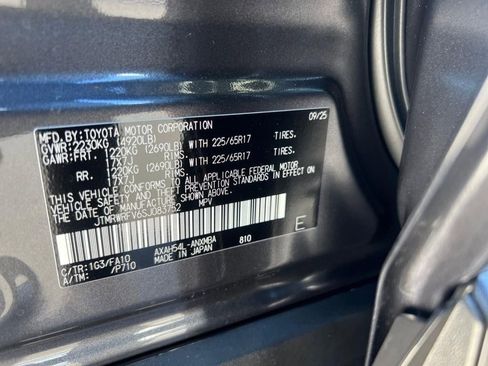 MFD.BY:TOYOTA MOTOR CORPORATION 09/25
GVWR:2230KG (4920LB)
GAWR:FRT. 1220KG (2690LB) WITH 225/65R17 TIRES.
17X7J RIMS.
RR. 1220KG (2690LB) WITH 225/65R17 TIRES.
17X7J RIMS.
THIS VEHICLE CONFORMS TO ALL APPLICABLE FEDERAL MOTOR
VEHICLE SAFETY AND THEFT PREVENTION STANDARDS IN EFFECT ON
THE DATE OF MANUFACTURE SHOWN ABOVE.
MPV
AXAH54L-ANXMBA 810
C/TR:1G3/FA10 E
A/TM: /P710